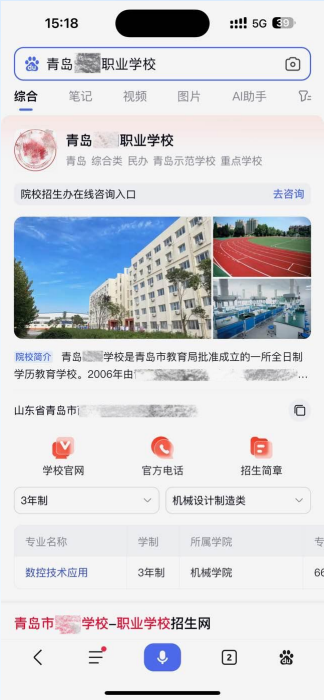 15:18
5G 39
青岛 职业学校
综合 笔记 视频 图片 AI助手
青岛 职业学校
青岛 综合类 民办 青岛示范学校 重点学校
院校招生办在线咨询入口 去咨询
院校简介 青岛 学校是青岛市教育局批准成立的一所全日制
学历教育学校。2006年由 ...
山东省青岛市
学校官网 官方电话 招生简章
3年制 机械设计制造类
专业名称 学制 所属学院 专
数控技术应用 3年制 机械学院 66
青岛市 学校–职业学校招生网
2